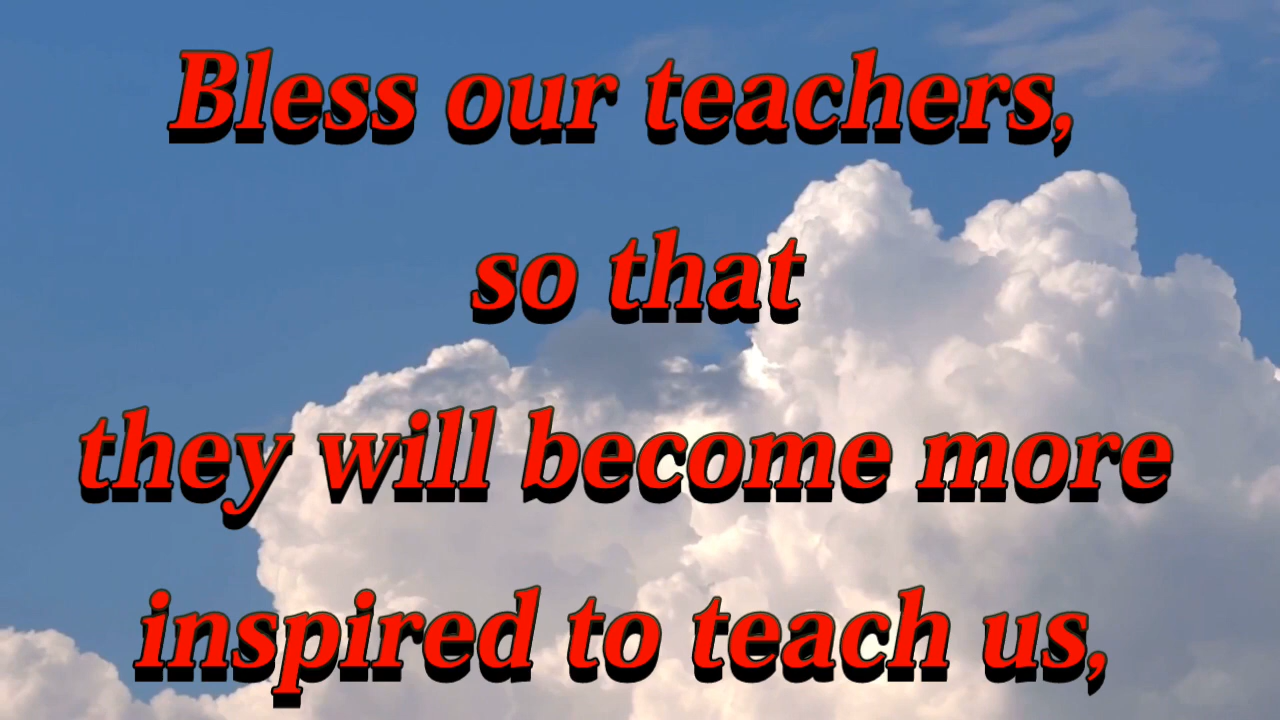 Bless our teachers,
so that
they will become more
inspired to teach us,